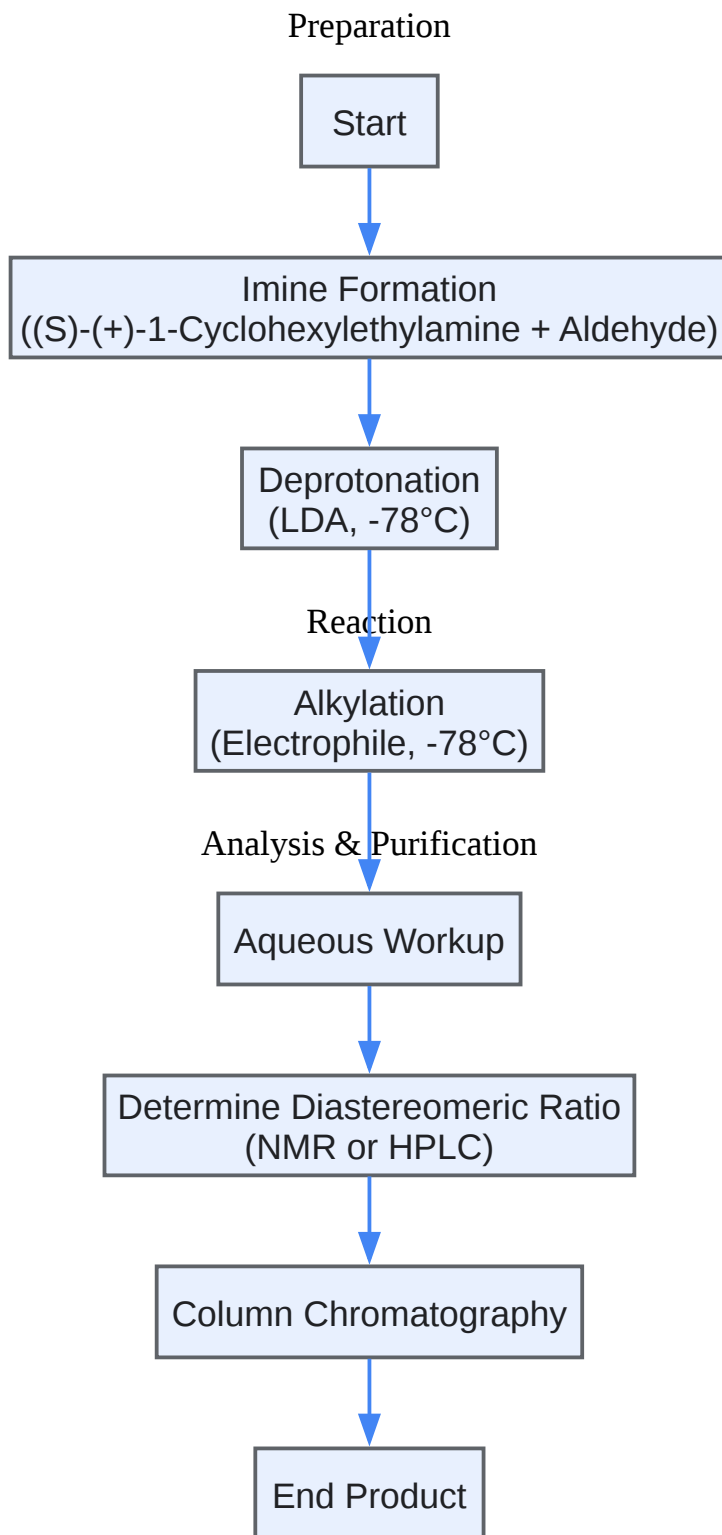 Preparation
Start
Imine Formation
((S)-(+)-1-Cyclohexylethylamine + Aldehyde)
Deprotonation
(LDA, -78°C)
Reaction
Alkylation
(Electrophile, -78°C)
Analysis & Purification
Aqueous Workup
Determine Diastereomeric Ratio
(NMR or HPLC)
Column Chromatography
End Product